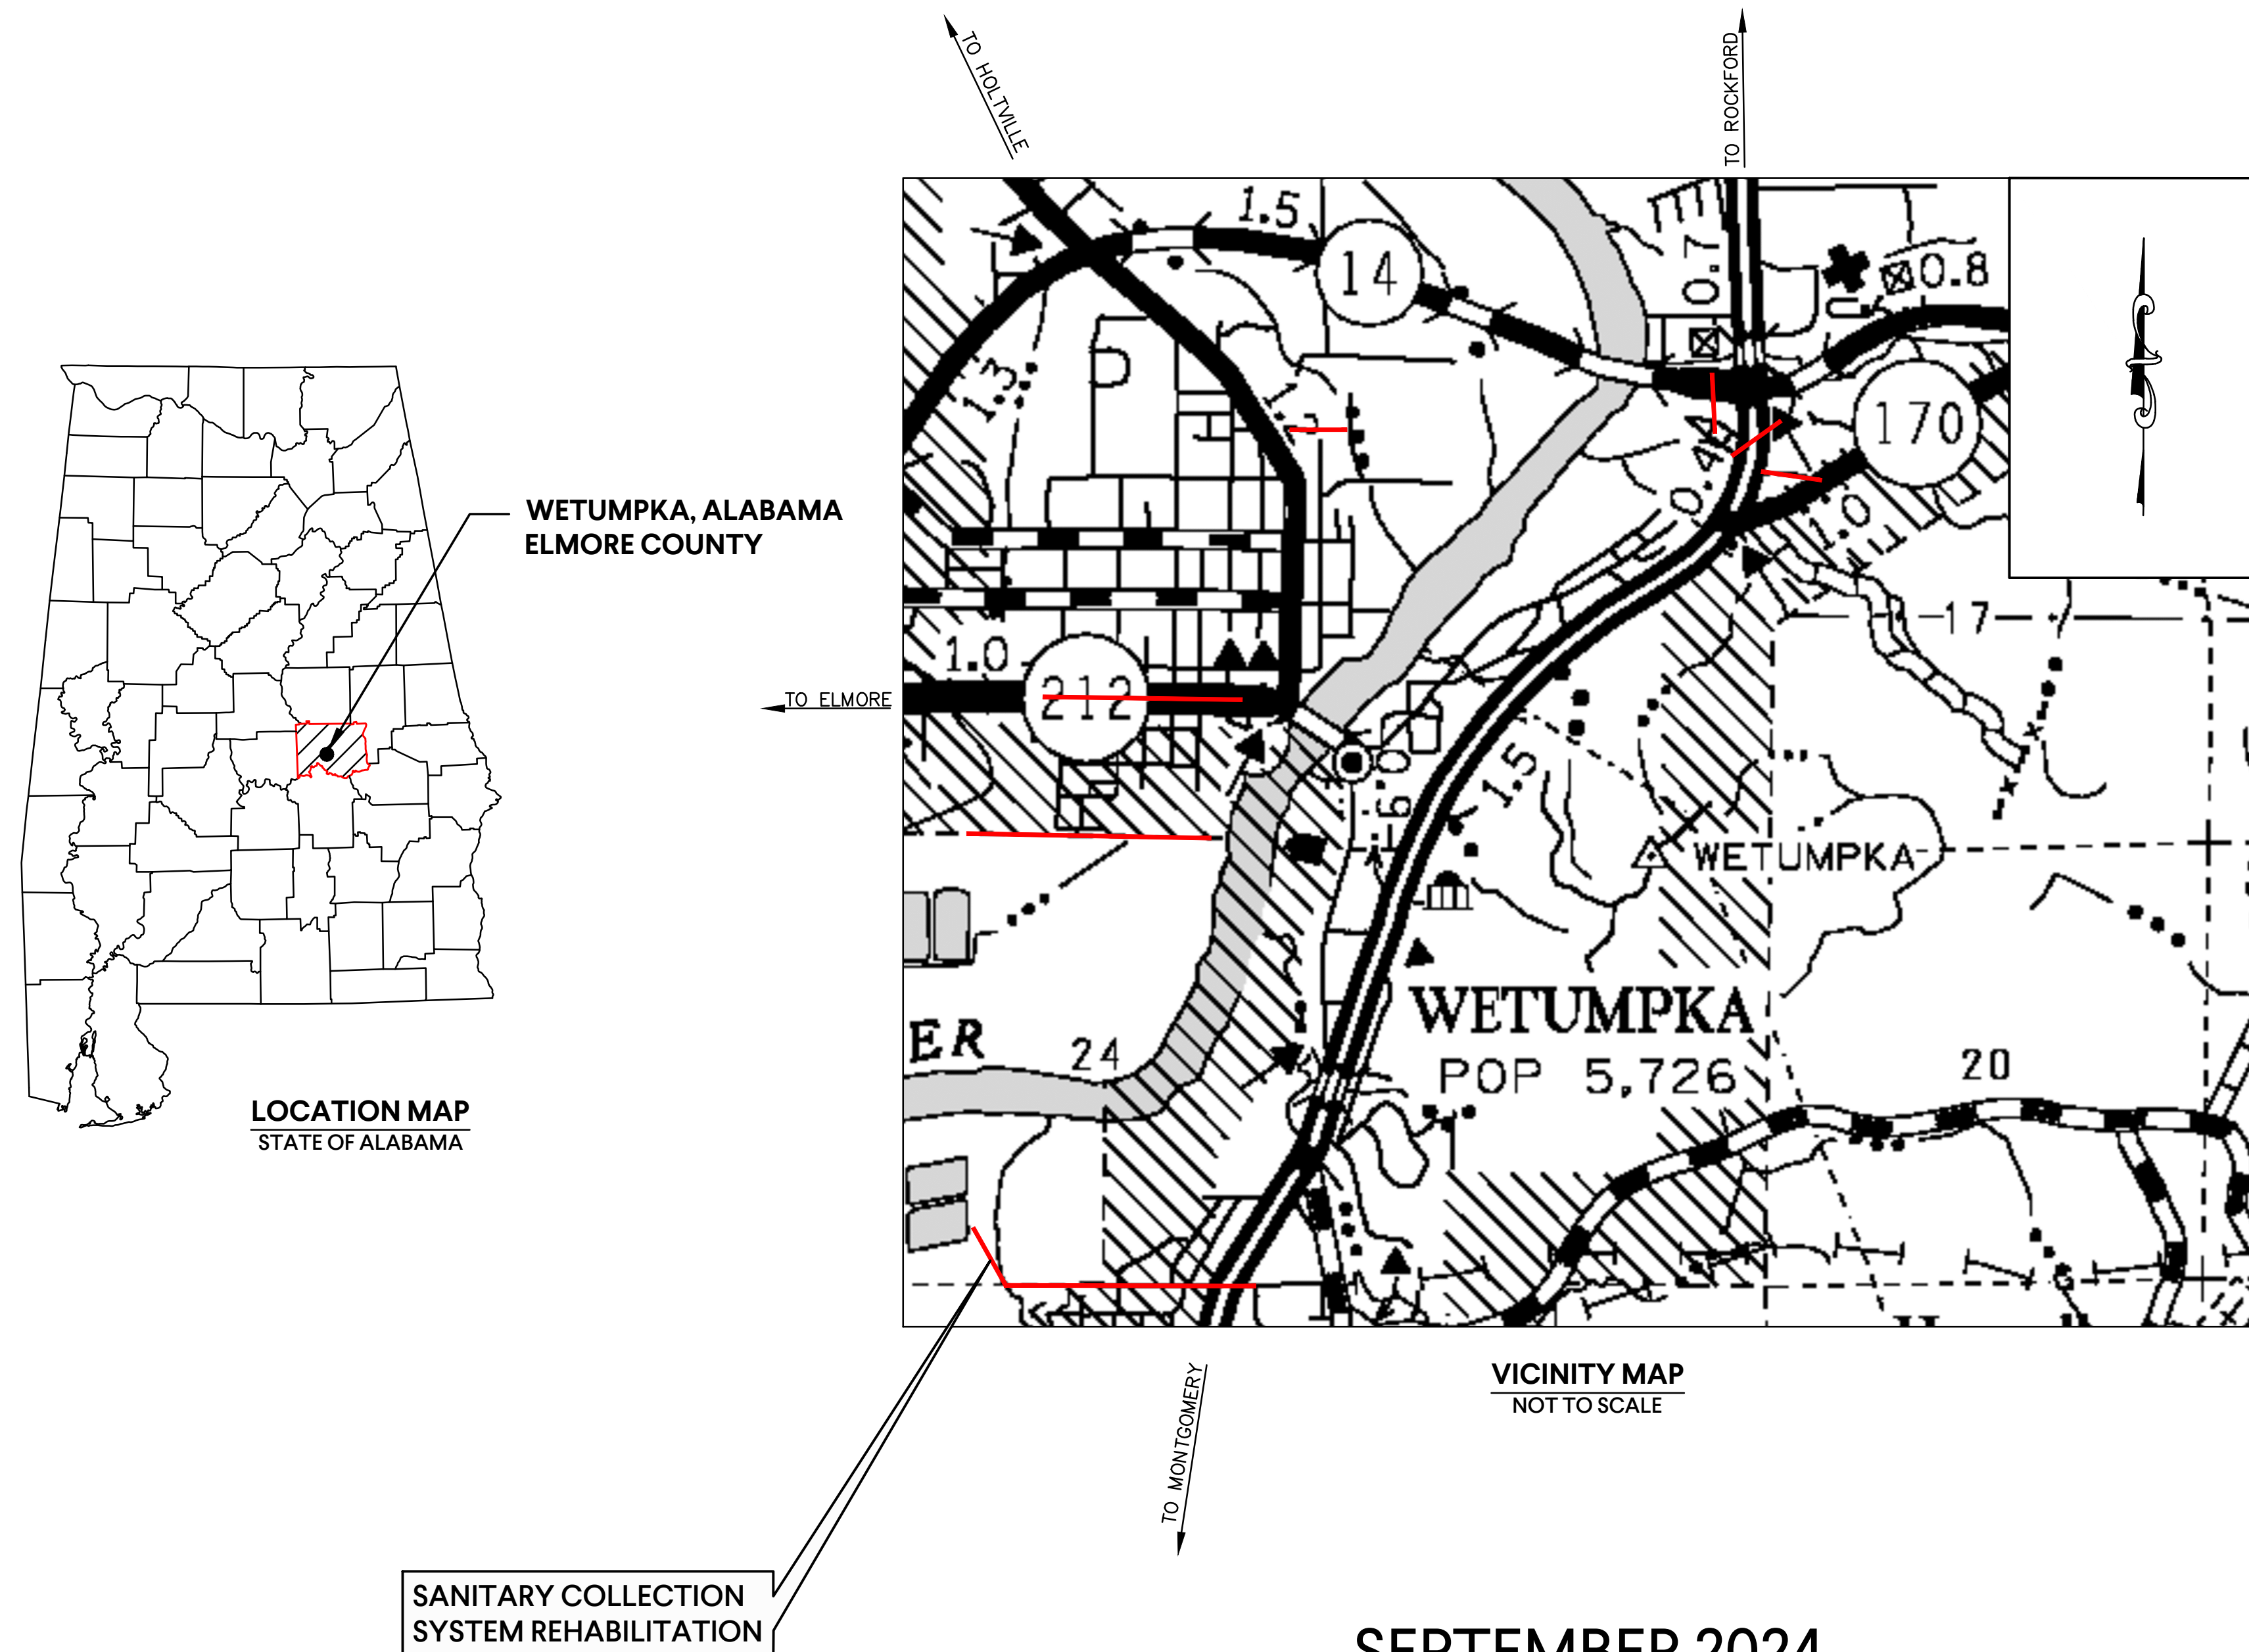 TO HOLTVILLE
TO ROCKFORD
1.5
14
0.7
0.8
1.3
170
0.4
1.0
WETUMPKA, ALABAMA
ELMORE COUNTY
17
1.0
212
TO ELMORE
1.5
WETUMPKA
WETUMPKA
POP 5,726
ER
24
20
LOCATION MAP
STATE OF ALABAMA
VICINITY MAP
NOT TO SCALE
TO MONTGOMERY
SANITARY COLLECTION
SYSTEM REHABILITATION
SEPTEMBER 2024